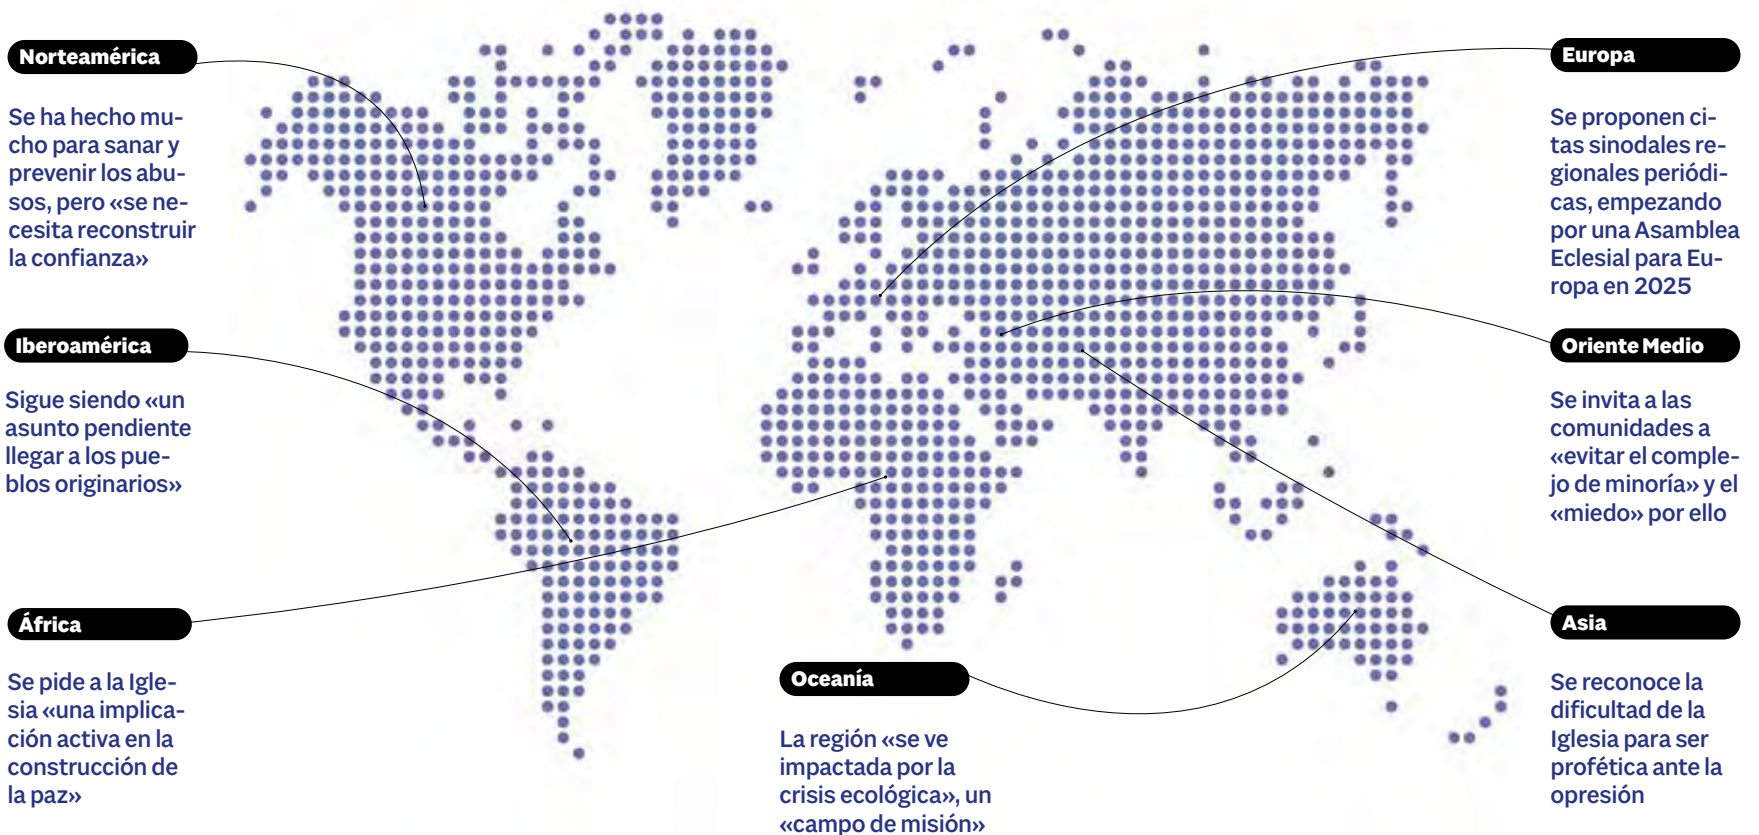 Norteamérica
Se ha hecho mu-
cho para sanar y
prevenir los abu-
sos, pero «se ne-
cesita reconstruir
la confianza»
Iberoamérica
Sigue siendo «un
asunto pendiente
llegar a los pue-
blos originarios»
África
Se pide a la Igle-
sia «una implica-
ción activa en la
construcción de
la paz»
Oceanía
La región «se ve
impactada por la
crisis ecológica», un
«campo de misión»
Europa
Se proponen ci-
tas sinodales re-
gionales periódi-
cas, empezando
por una Asamblea
Eclesial para Eu-
ropa en 2025
Oriente Medio
Se invita a las
comunidades a
«evitar el comple-
jo de minoría» y el
«miedo» por ello
Asia
Se reconoce la
dificultad de la
Iglesia para ser
profética ante la
opresión